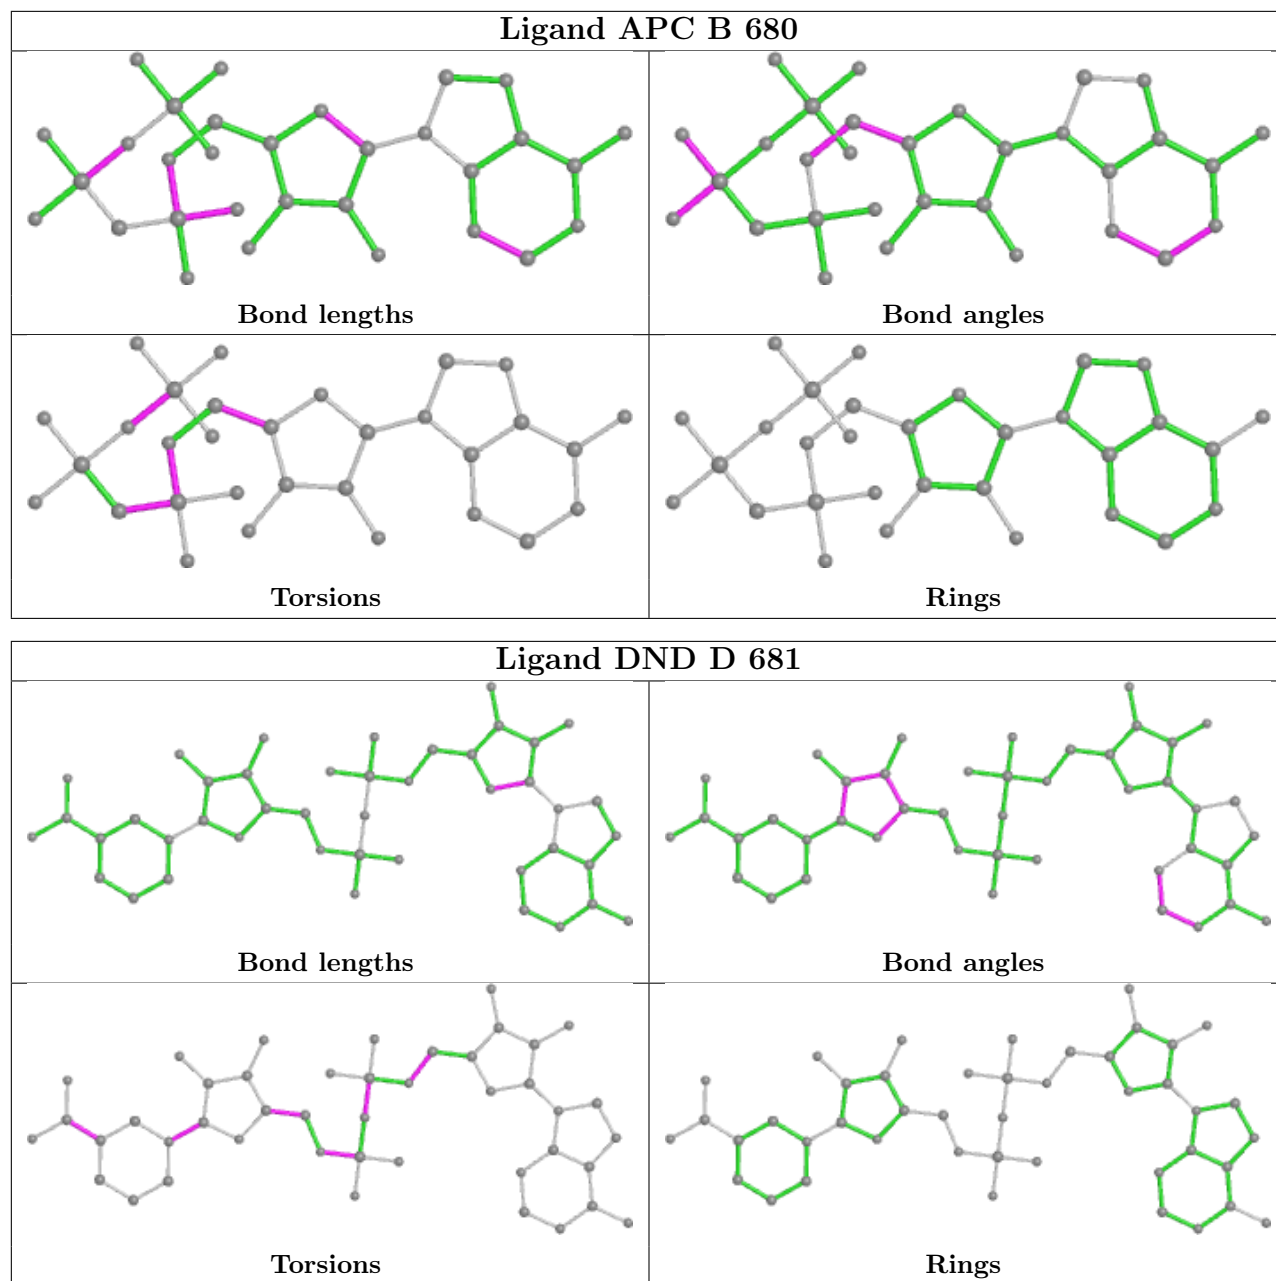 Ligand APC B 680
Bond lengths
Bond angles
Torsions
Rings
Ligand DND D 681
Bond lengths
Bond angles
Torsions
Rings